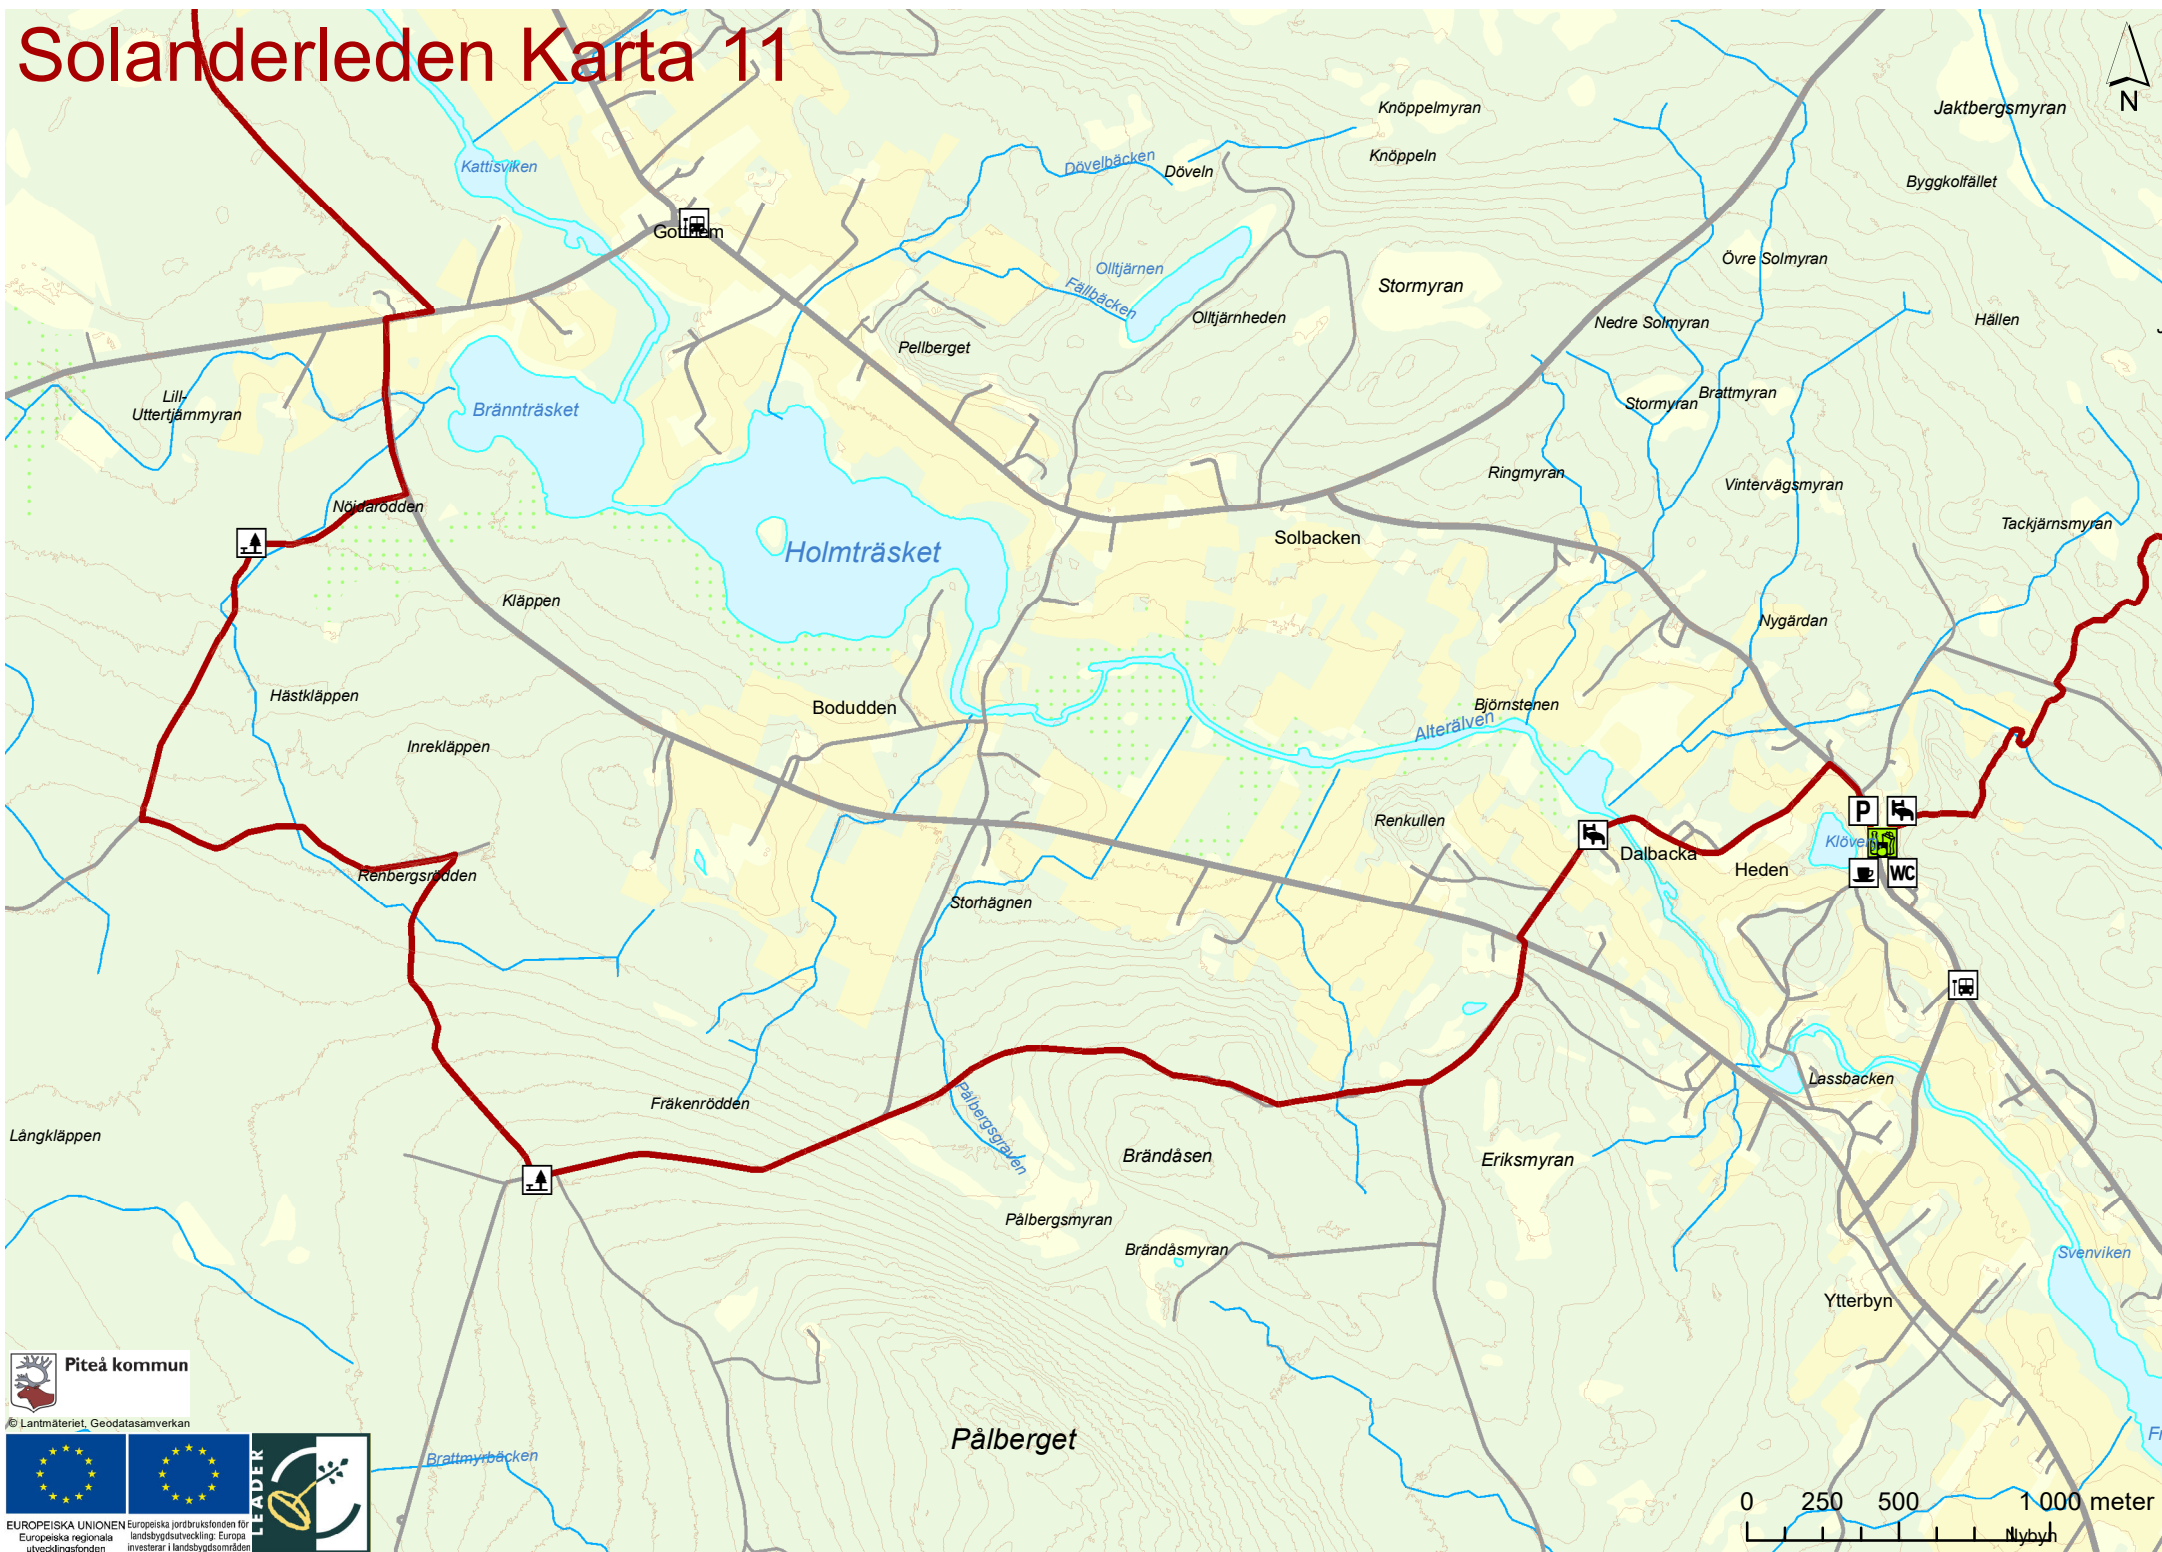 Solanderleden Karta 11
N
Knöppelmyran
Jaktbergsmyran
Knöppeln
Kattisviken
Dövelbäcken
Döveln
Byggkolfället
Gotthem
Olltjärnen
Övre Solmyran
Fällbäcken
Stormyran
Olltjärnheden
Nedre Solmyran
Hällen
Pellberget
Lill-
Uttertjärnmyran
Brännträsket
Stormyran
Brattmyran
Ringmyran
Vintervägsmyran
Nöjdarödden
Tackjärnsmyran
Solbacken
Holmträsket
Kläppen
Nygärdan
Hästkläppen
Bodudden
Björnstenen
Alterälven
Inrekläppen
Renkullen
P
Dalbacka
Heden
WC
Renbergsrödden
Storhägnen
Lassbacken
Fräkenrödden
Pålbergsgraven
Långkläppen
Brändåsen
Eriksmyran
Pålbergsmyran
Brändåsmyran
Svenviken
Ytterbyn
Piteå kommun
© Lantmäteriet, Geodatasamverkan
Pålberget
Brattmyrbäcken
LEADER
EUROPEISKA UNIONEN
Europeiska regionala
utvecklingsfonden
Europeiska jordbruksfonden för
landsbygdsutveckling: Europa
investerar i landsbygdsområden
0 250 500 1 000 meter
Nybyn